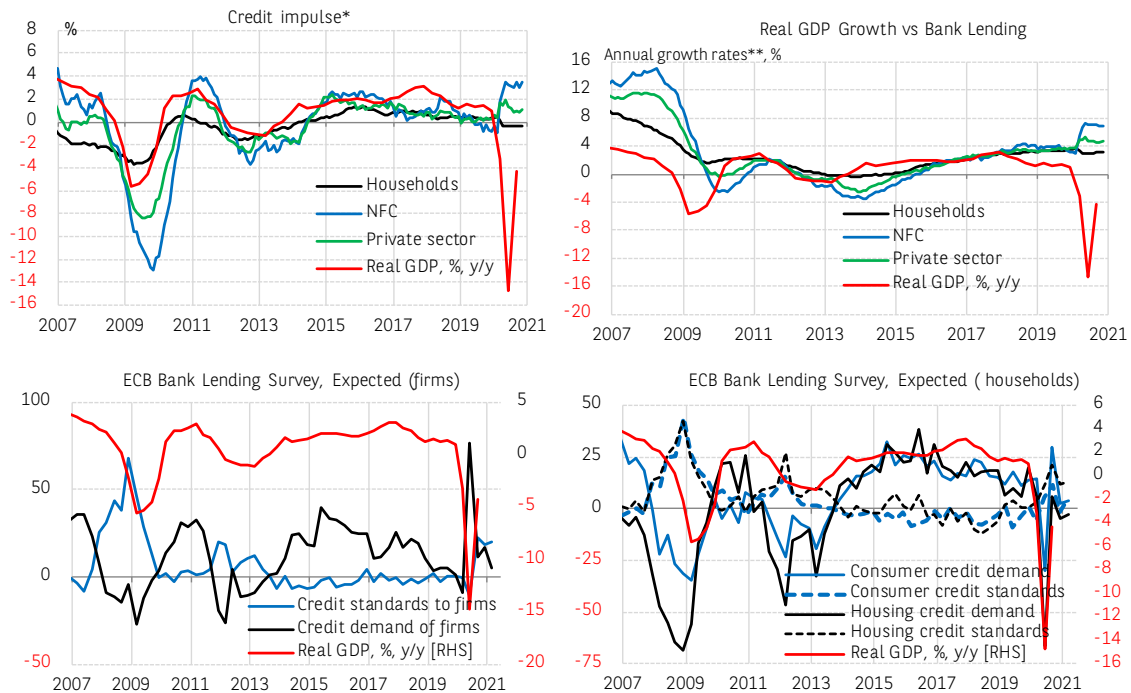 Credit impulse*
%
8
6
4
2
0
-2
-4
-6
-8
-10
-12
-14
-16
Households
NFC
Private sector
Real GDP, %, y/y
2007 2009 2011 2013 2015 2017 2019 2021
Real GDP Growth vs Bank Lending
Annual growth rates**, %
16
12
8
4
0
-4
-8
-12
-16
-20
Households
NFC
Private sector
Real GDP, %, y/y
2007 2009 2011 2013 2015 2017 2019 2021
ECB Bank Lending Survey, Expected (firms)
100
50
0
-50
5
0
-5
-10
-15
-20
Credit standards to firms
Credit demand of firms
Real GDP, %, y/y [RHS]
2007 2009 2011 2013 2015 2017 2019 2021
ECB Bank Lending Survey, Expected ( households)
50
25
0
-25
-50
-75
6
4
2
0
-2
-4
-6
-8
-10
-12
-14
-16
Consumer credit demand
Consumer credit standards
Housing credit demand
Housing credit standards
Real GDP, %, y/y [RHS]
2007 2009 2011 2013 2015 2017 2019 2021